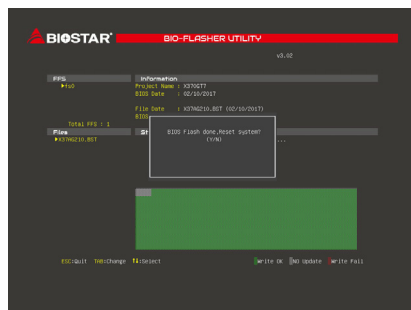 BIOSTAR®
BIO-FLASHER UTILITY
v3.02
FFS
fs0
Information
Project Name : X370GT7
BIOS Date : 02/10/2017
File Date : X37AG210.BST (02/10/2017)
BIOS
Total FFS : 1
Files
X37AG210.BST
St
BIOS Flash done,Reset system?
(Y/N)
...
ESC:Quit TAB:Change ↑↓:Select
Write OK NO Update Write Fail